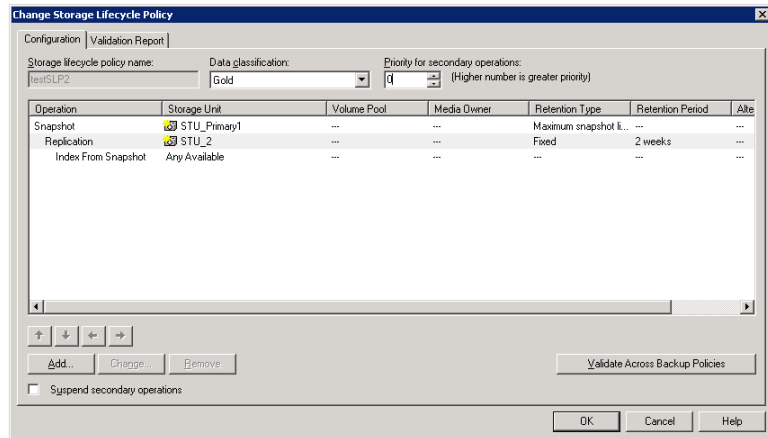 Change Storage Lifecycle Policy
Configuration Validation Report
Storage lifecycle policy name: Data classification: Priority for secondary operations:
testSLP2 Gold 0 (Higher number is greater priority)
Operation Storage Unit Volume Pool Media Owner Retention Type Retention Period Alte
Snapshot STU_Primary1 --- --- Maximum snapshot li... --- ---
Replication STU_2 --- --- Fixed 2 weeks ---
Index From Snapshot Any Available --- --- --- --- ---
Add... Change... Remove Validate Across Backup Policies
Suspend secondary operations
OK Cancel Help